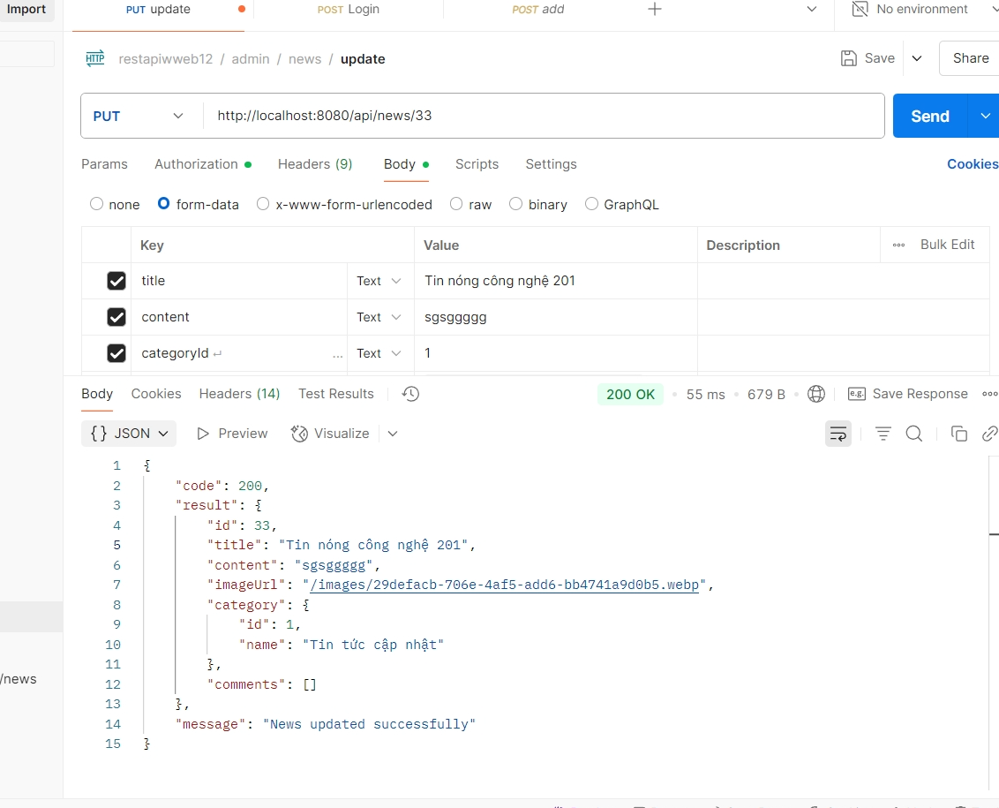 Import
PUT update
POST Login
POST add
No environment
HTTP restapiwweb12 / admin / news / update
Save
Share
PUT
http://localhost:8080/api/news/33
Send
Params Authorization Headers (9) Body Scripts Settings
Cookies
none form-data x-www-form-urlencoded raw binary GraphQL
Key Value Description ••• Bulk Edit
title Text Tin nóng công nghệ 201
content Text sgsggggg
categoryId ↵ ... Text 1
Body Cookies Headers (14) Test Results
200 OK • 55 ms • 679 B • e.g. Save Response •••
{} JSON Preview Visualize
1 {
2 "code": 200,
3 "result": {
4 "id": 33,
5 "title": "Tin nóng công nghệ 201",
6 "content": "sgsggggg",
7 "imageUrl": "/images/29defacb-706e-4af5-add6-bb4741a9d0b5.webp",
8 "category": {
9 "id": 1,
10 "name": "Tin tức cập nhật"
11 },
12 "comments": []
13 },
14 "message": "News updated successfully"
15 }
/news